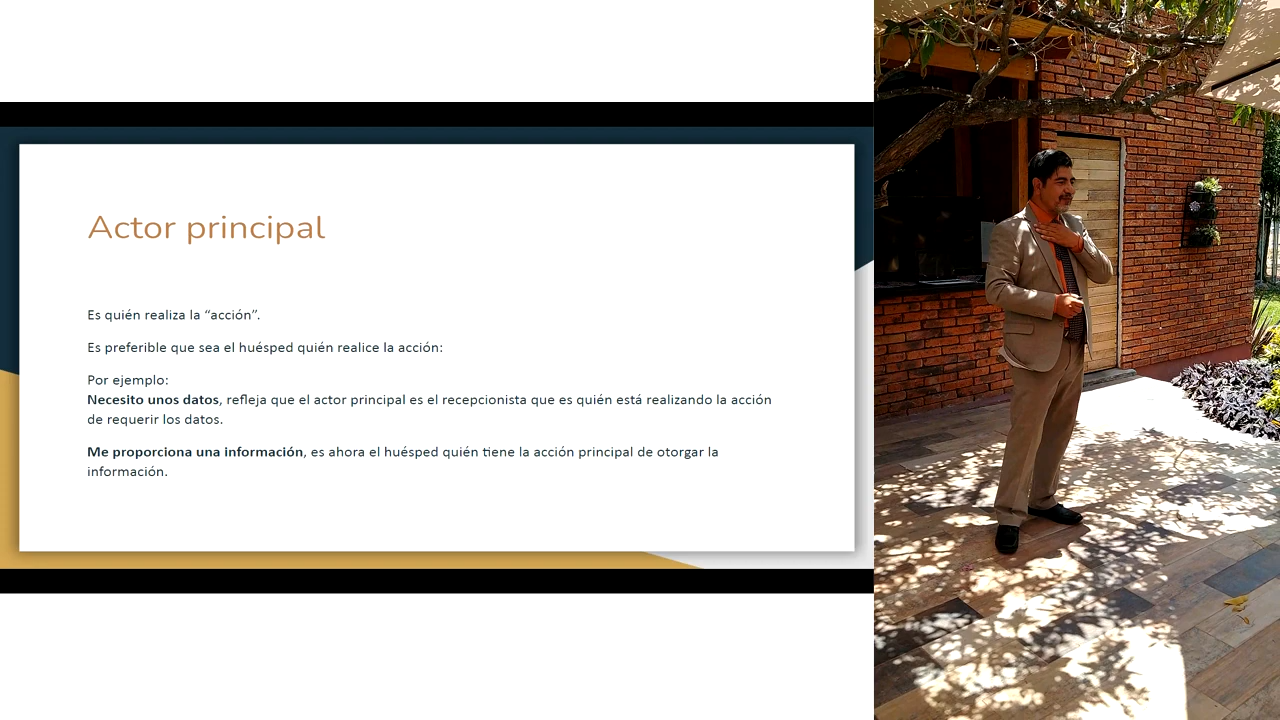 Actor principal
Es quién realiza la “acción”.
Es preferible que sea el huésped quién realice la acción:
Por ejemplo:
Necesito unos datos, refleja que el actor principal es el recepcionista que es quién está realizando la acción
de requerir los datos.
Me proporciona una información, es ahora el huésped quién tiene la acción principal de otorgar la
información.